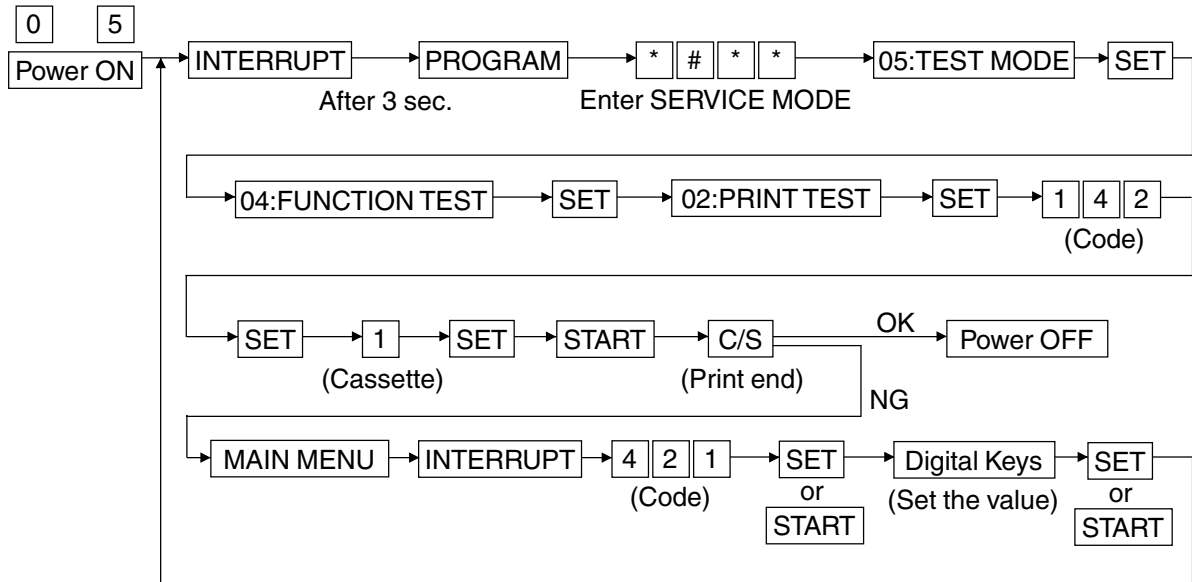 0 5
Power ON INTERRUPT PROGRAM * # * * 05:TEST MODE SET
After 3 sec. Enter SERVICE MODE
04:FUNCTION TEST SET 02:PRINT TEST SET 1 4 2
(Code)
SET 1 SET START C/S OK Power OFF
(Cassette) (Print end)
NG
MAIN MENU INTERRUPT 4 2 1 SET Digital Keys SET
(Code) or (Set the value) or
START START